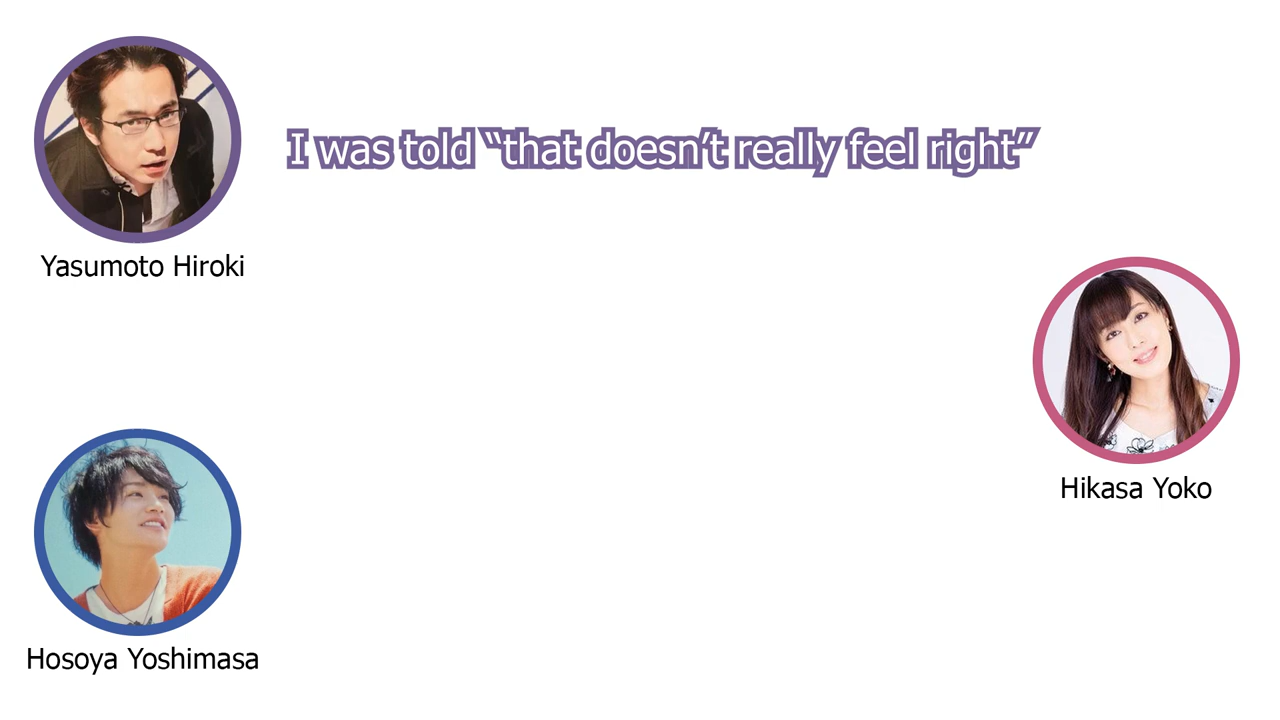 I was told “that doesn’t really feel right”
Yasumoto Hiroki
Hikasa Yoko
Hosoya Yoshimasa